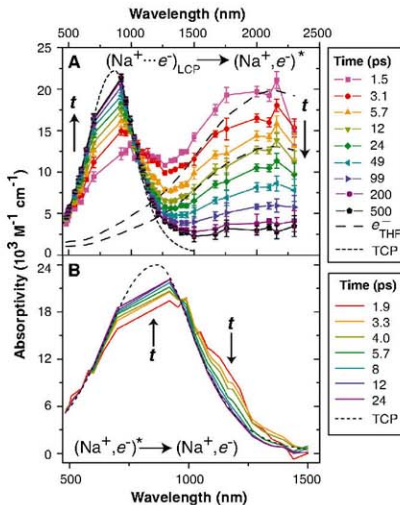 Wavelength (nm)
500 1000 1500 2000 2400
A
(Na+···e-)LCP → (Na+,e-)*
t
t
25
20
15
10
5
0
Time (ps)
1.5
3.1
5.7
12
24
49
99
200
500
e-THF
TCP
Absorptivity (10³ M-1 cm-1)
B
t
t
24
18
12
6
0
(Na+,e-)* → (Na+,e-)
500 1000 1500
Wavelength (nm)
Time (ps)
1.9
3.3
4.0
5.7
8
12
24
TCP